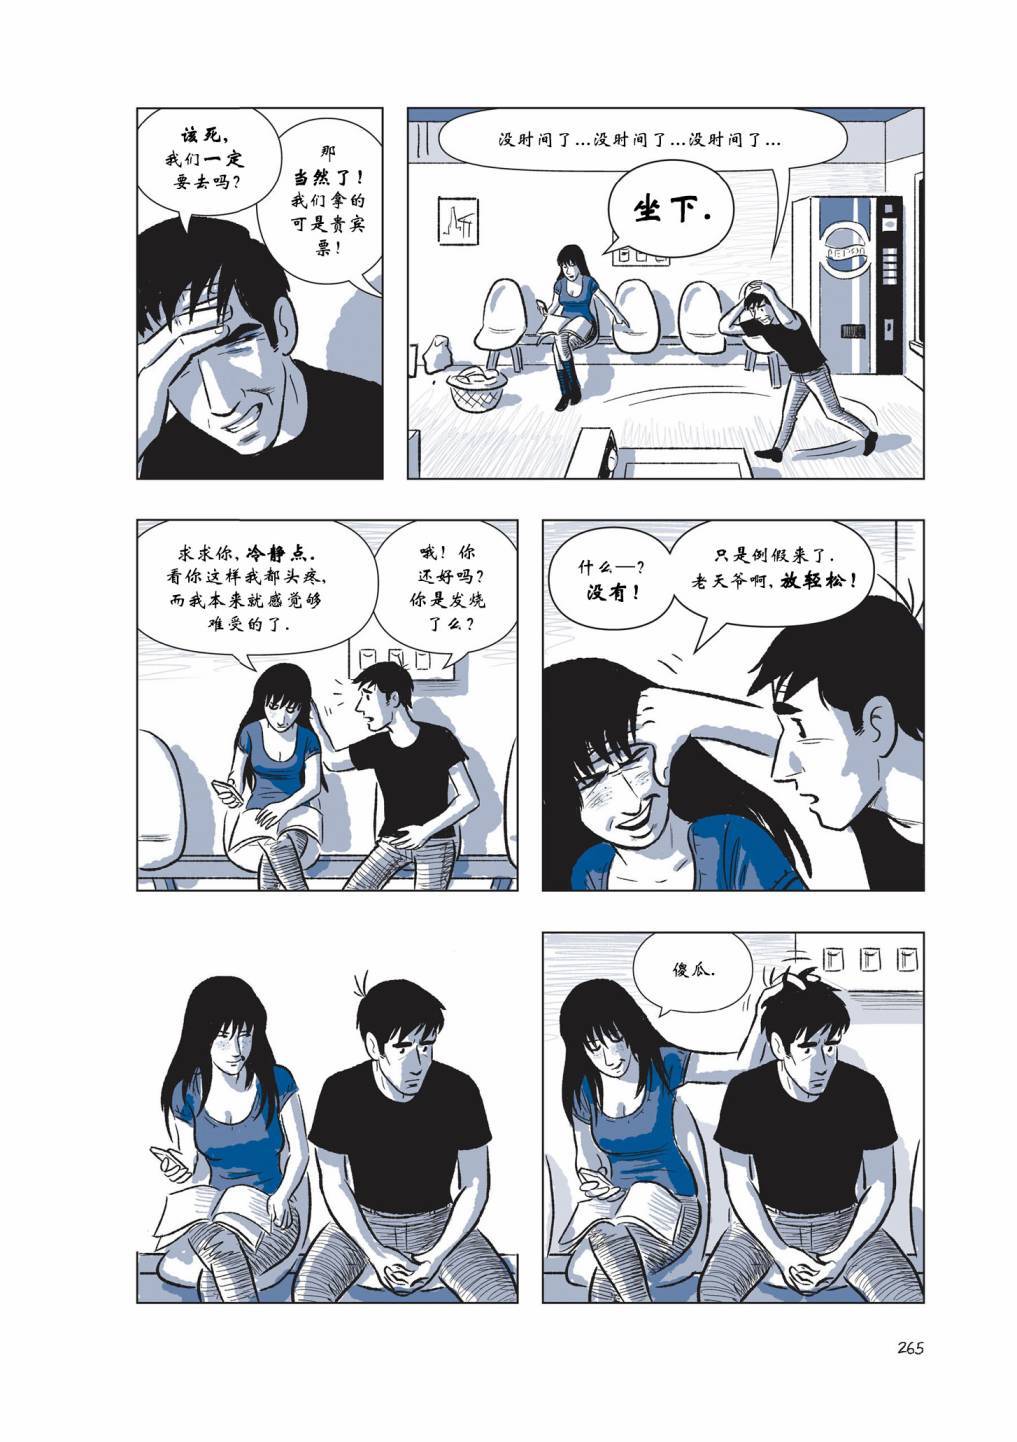 该死，
我们一定
要去吗？
那
当然了！
我们拿的
可是贵宾
票！
没时间了…没时间了…没时间了…
坐下.
求求你，冷静点.
看你这样我都头疼，
而我本来就感觉够
难受的了.
哦！你
还好吗？
你是发烧
了么？
什么—？
没有！
只是例假来了.
老天爷啊，放轻松！
傻瓜.
265